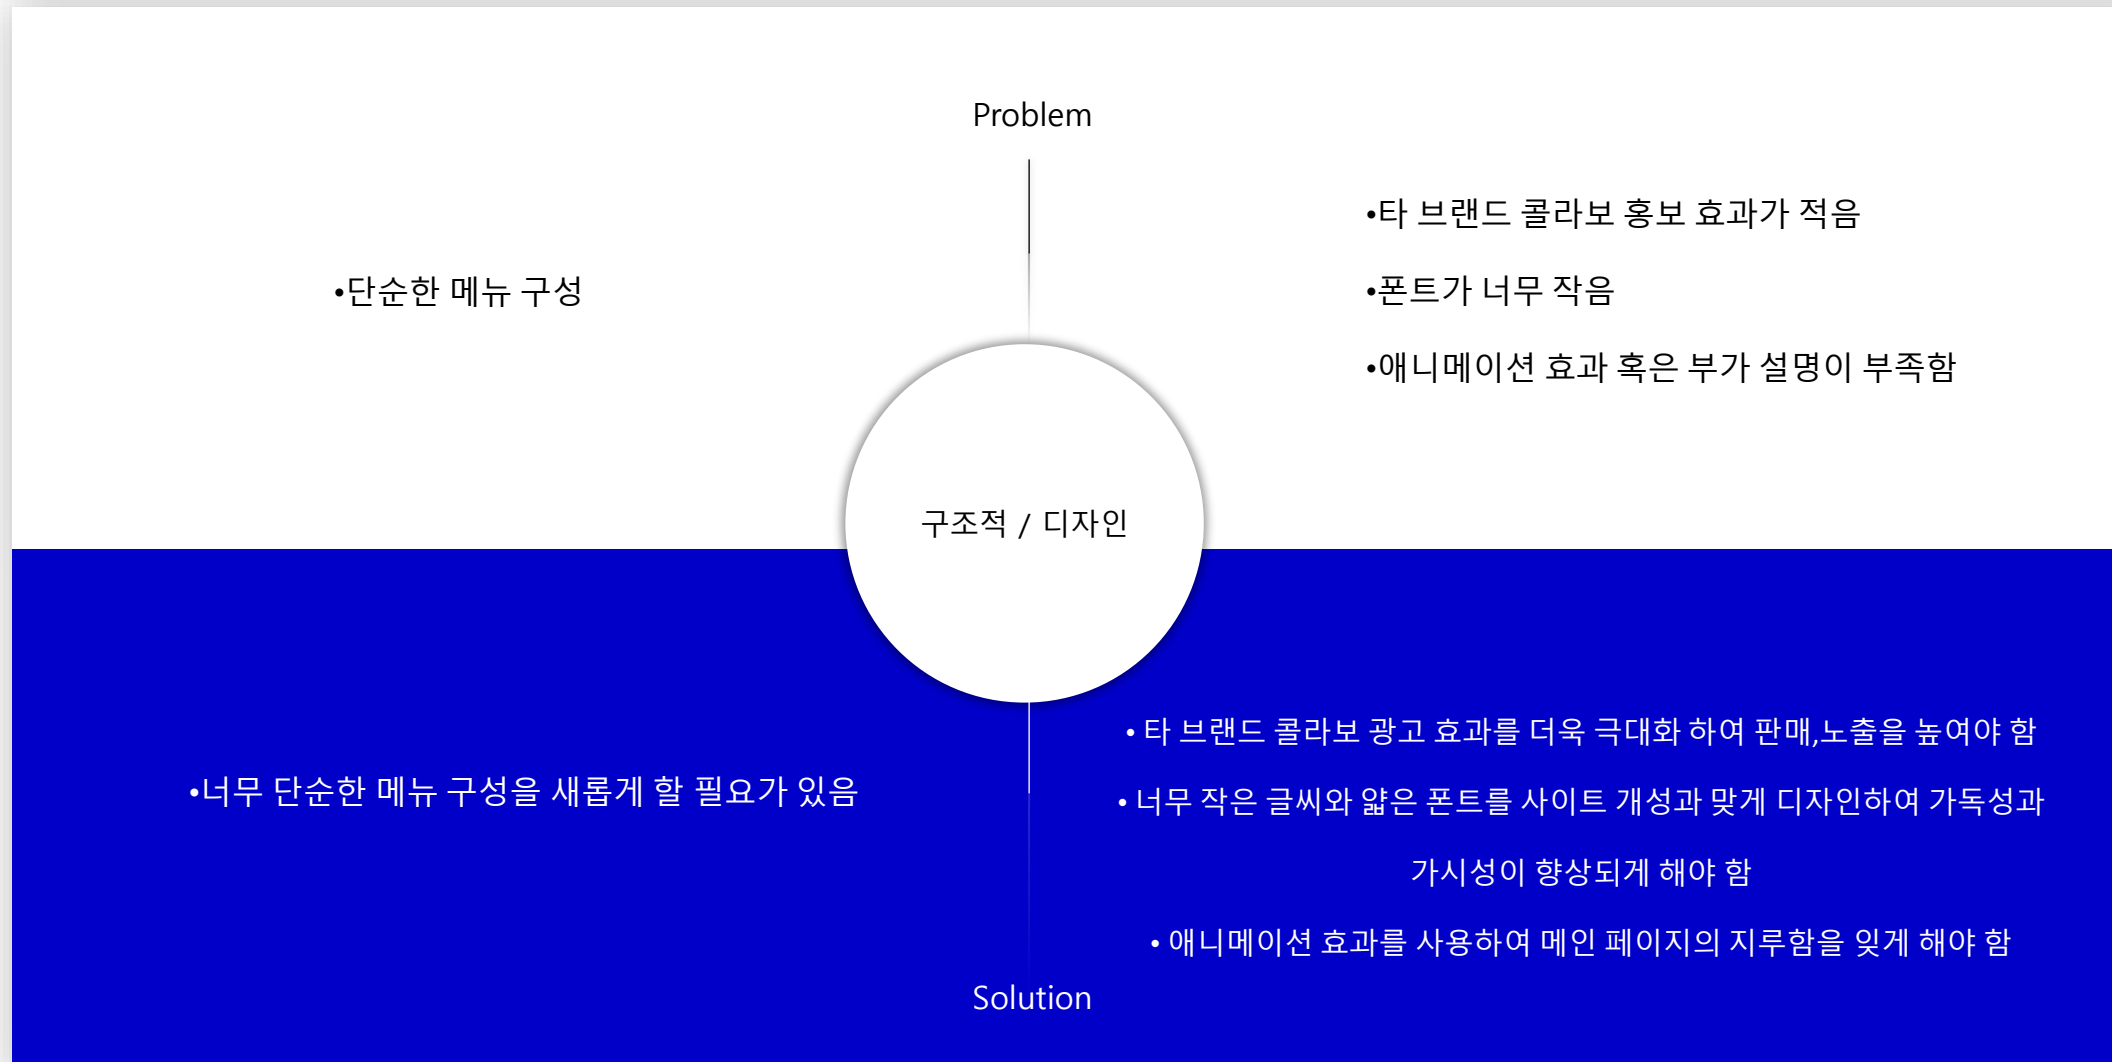 Problem
•단순한 메뉴 구성
•타 브랜드 콜라보 홍보 효과가 적음
•폰트가 너무 작음
•애니메이션 효과 혹은 부가 설명이 부족함
구조적 / 디자인
•너무 단순한 메뉴 구성을 새롭게 할 필요가 있음
• 타 브랜드 콜라보 광고 효과를 더욱 극대화 하여 판매,노출을 높여야 함
• 너무 작은 글씨와 얇은 폰트를 사이트 개성과 맞게 디자인하여 가독성과
가시성이 향상되게 해야 함
• 애니메이션 효과를 사용하여 메인 페이지의 지루함을 잊게 해야 함
Solution